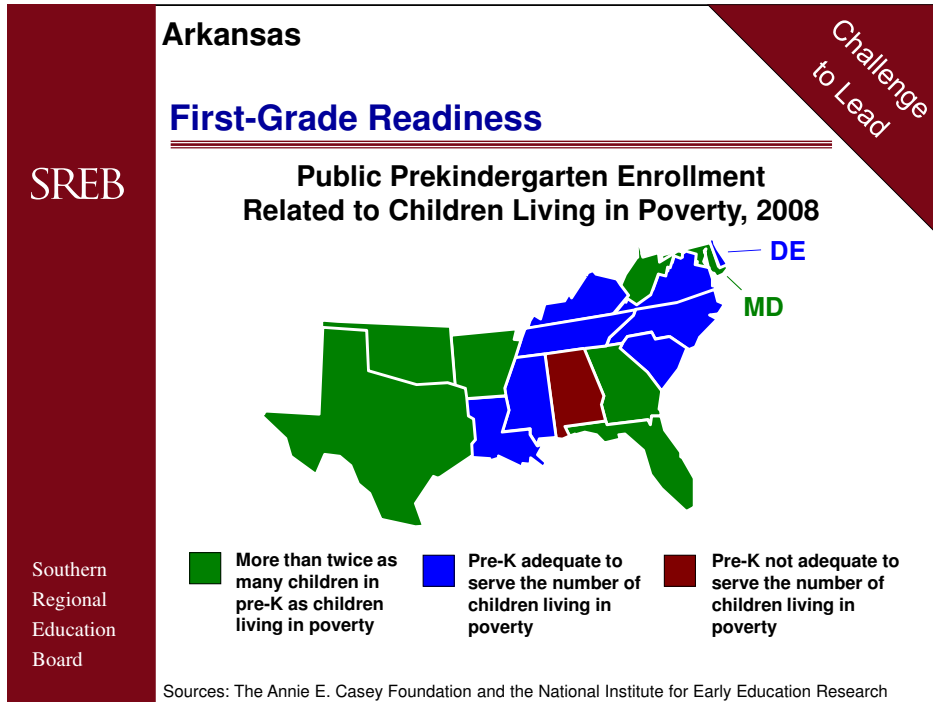 Arkansas
Challenge
to Lead
First-Grade Readiness
SREB
Public Prekindergarten Enrollment
Related to Children Living in Poverty, 2008
DE
MD
More than twice as
many children in
pre-K as children
living in poverty
Pre-K adequate to
serve the number of
children living in
poverty
Pre-K not adequate to
serve the number of
children living in
poverty
Southern
Regional
Education
Board
Sources: The Annie E. Casey Foundation and the National Institute for Early Education Research